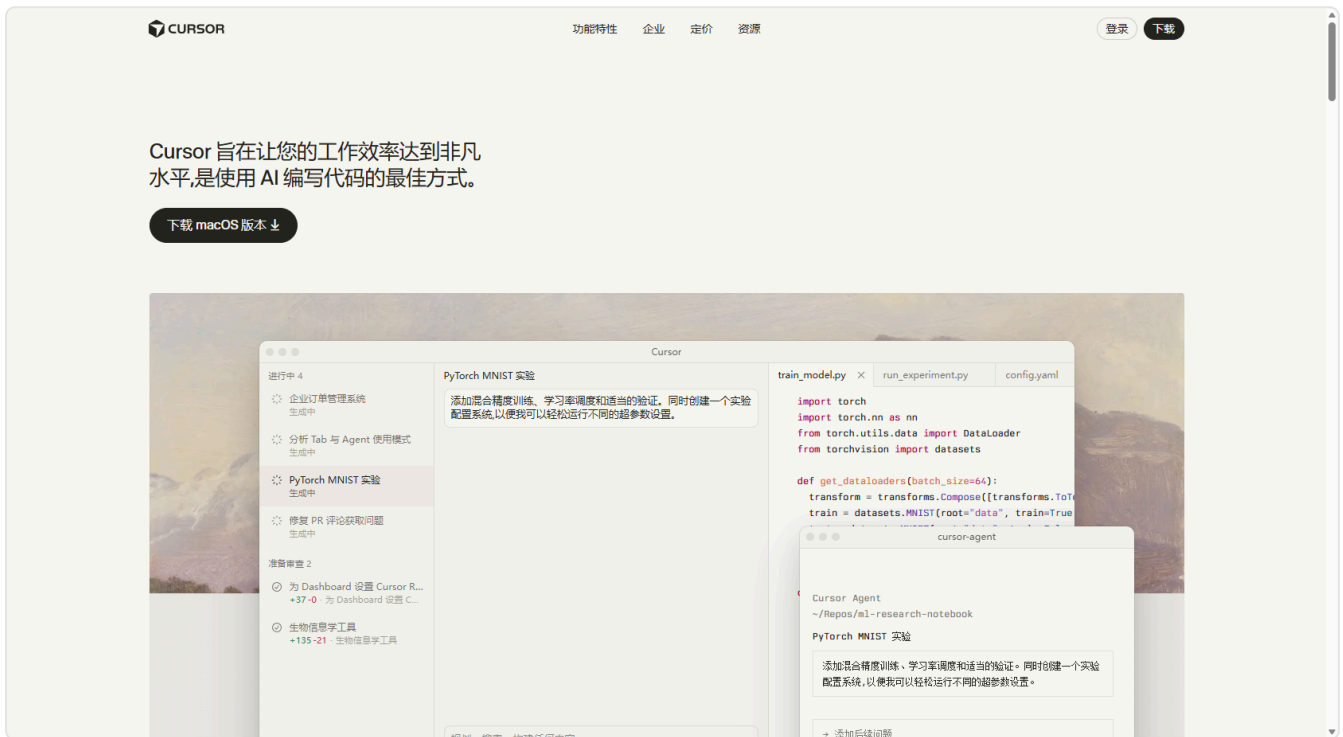 CURSOR
功能特性 企业 定价 资源
登录 下载
Cursor 旨在让您的工作效率达到非凡
水平,是使用 AI 编写代码的最佳方式。
下载 macOS 版本
Cursor
进行中 4
企业订单管理系统
生成中
分析 Tab 与 Agent 使用模式
生成中
PyTorch MNIST 实验
生成中
修复 PR 评论获取问题
生成中
准备审查 2
为 Dashboard 设置 Cursor R...
+37 -0 · 为 Dashboard 设置 C...
生物信息学工具
+135 -21 · 生物信息学工具
PyTorch MNIST 实验
添加混合精度训练、学习率调度和适当的验证。同时创建一个实验
配置系统,以便我可以轻松运行不同的超参数设置。
train_model.py run_experiment.py config.yaml
import torch
import torch.nn as nn
from torch.utils.data import DataLoader
from torchvision import datasets
def get_dataloaders(batch_size=64):
transform = transforms.Compose([transforms.ToT
train = datasets.MNIST(root="data", train=True
cursor-agent
Cursor Agent
~/Repos/ml-research-notebook
PyTorch MNIST 实验
添加混合精度训练、学习率调度和适当的验证。同时创建一个实验
配置系统,以便我可以轻松运行不同的超参数设置。
→ 添加后续问题